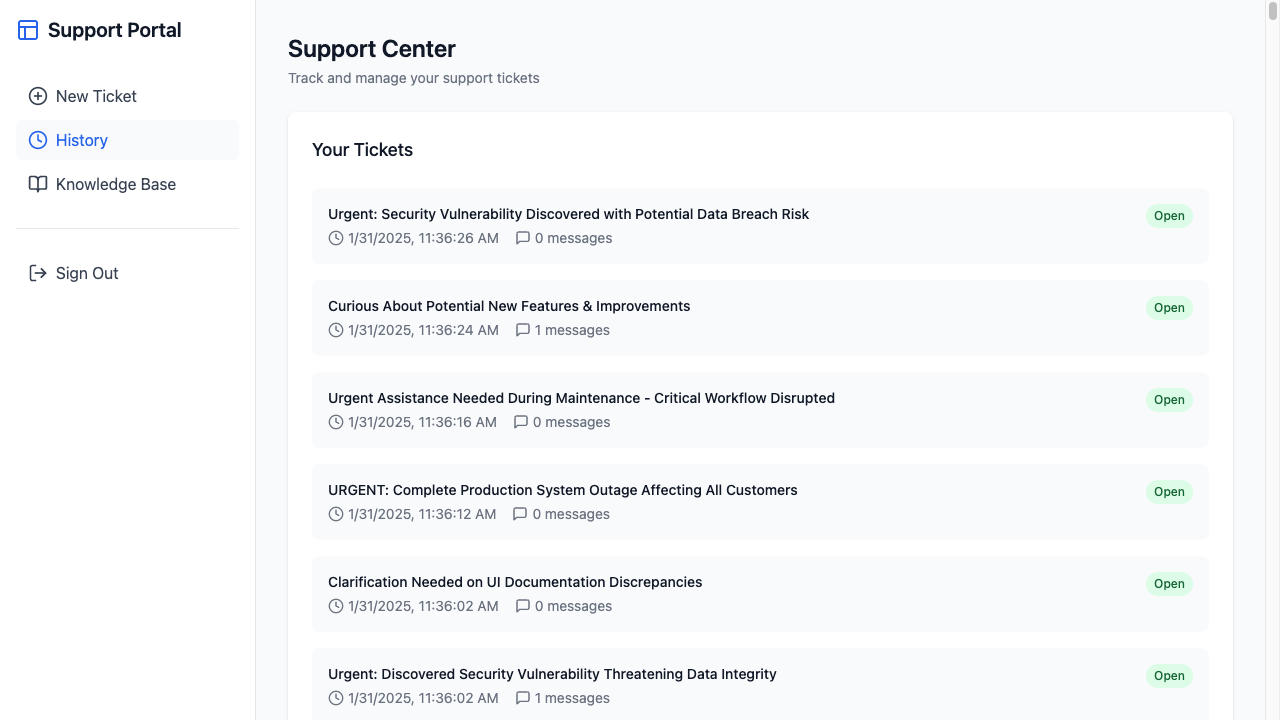 Support Portal
New Ticket
History
Knowledge Base
Sign Out
Support Center
Track and manage your support tickets
Your Tickets
Urgent: Security Vulnerability Discovered with Potential Data Breach Risk
Open
1/31/2025, 11:36:26 AM 0 messages
Curious About Potential New Features & Improvements
Open
1/31/2025, 11:36:24 AM 1 messages
Urgent Assistance Needed During Maintenance - Critical Workflow Disrupted
Open
1/31/2025, 11:36:16 AM 0 messages
URGENT: Complete Production System Outage Affecting All Customers
Open
1/31/2025, 11:36:12 AM 0 messages
Clarification Needed on UI Documentation Discrepancies
Open
1/31/2025, 11:36:02 AM 0 messages
Urgent: Discovered Security Vulnerability Threatening Data Integrity
Open
1/31/2025, 11:36:02 AM 1 messages